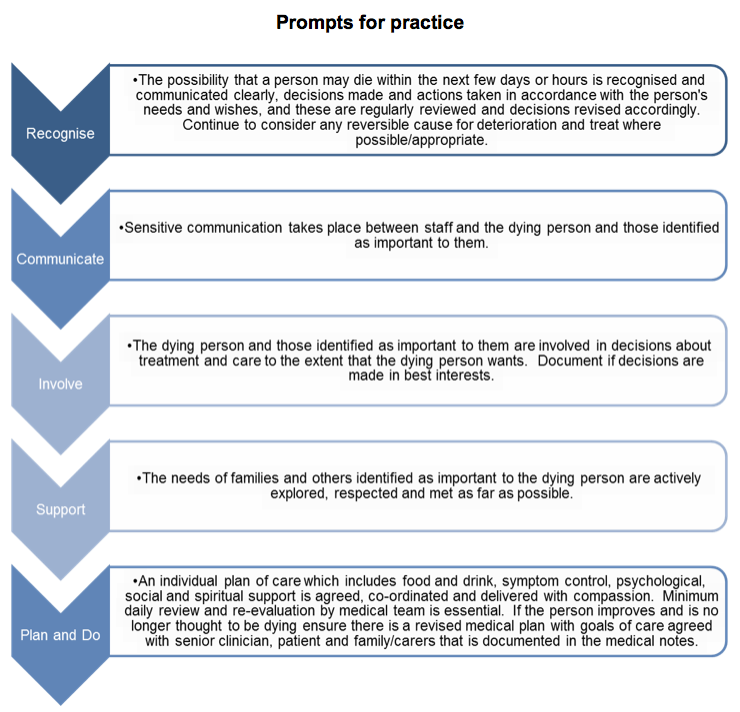 Prompts for practice
Recognise
•The possibility that a person may die within the next few days or hours is recognised and
communicated clearly, decisions made and actions taken in accordance with the person's
needs and wishes, and these are regularly reviewed and decisions revised accordingly.
Continue to consider any reversible cause for deterioration and treat where
possible/appropriate.
Communicate
•Sensitive communication takes place between staff and the dying person and those identified
as important to them.
Involve
•The dying person and those identified as important to them are involved in decisions about
treatment and care to the extent that the dying person wants. Document if decisions are
made in best interests.
Support
•The needs of families and others identified as important to the dying person are actively
explored, respected and met as far as possible.
Plan and Do
•An individual plan of care which includes food and drink, symptom control, psychological,
social and spiritual support is agreed, co-ordinated and delivered with compassion. Minimum
daily review and re-evaluation by medical team is essential. If the person improves and is no
longer thought to be dying ensure there is a revised medical plan with goals of care agreed
with senior clinician, patient and family/carers that is documented in the medical notes.